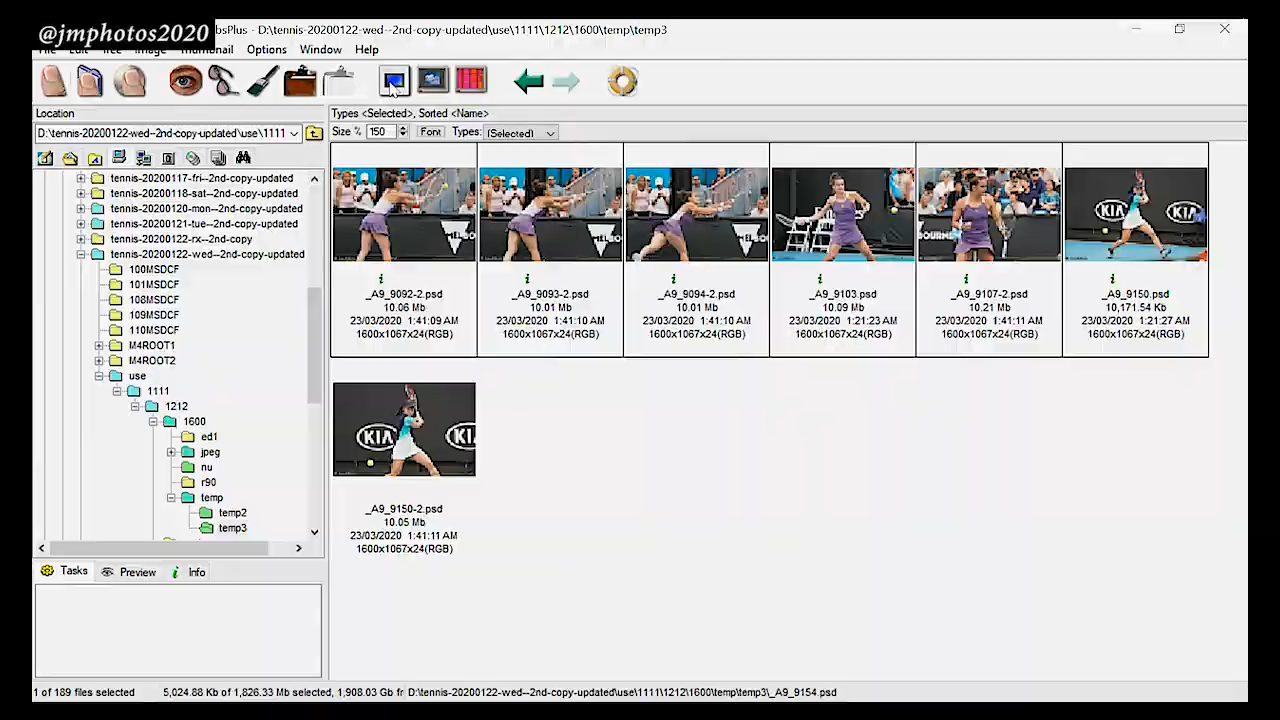 @jmphotos2020
bsPlus - D:\tennis-20200122-wed--2nd-copy-updated\use\1111\1212\1600\temp\temp3
Options Window Help
Location
D:\tennis-20200122-wed--2nd-copy-updated\use\1111
Types <Selected>, Sorted <Name>
Size % 150 Font Types: (Selected)
tennis-20200117-fri--2nd-copy-updated
tennis-20200118-sat--2nd-copy-updated
tennis-20200120-mon--2nd-copy-updated
tennis-20200121-tue--2nd-copy-updated
tennis-20200122-rx--2nd-copy
tennis-20200122-wed--2nd-copy-updated
100MSDCF
101MSDCF
108MSDCF
109MSDCF
110MSDCF
M4ROOT1
M4ROOT2
use
1111
1212
1600
ed1
jpeg
nu
r90
temp
temp2
temp3
Tasks Preview i Info
MELBO
KIA KIA
_A9_9092-2.psd
10.06 Mb
23/03/2020 1:41:09 AM
1600x1067x24(RGB)
_A9_9093-2.psd
10.01 Mb
23/03/2020 1:41:10 AM
1600x1067x24(RGB)
_A9_9094-2.psd
10.01 Mb
23/03/2020 1:41:10 AM
1600x1067x24(RGB)
_A9_9103.psd
10.09 Mb
23/03/2020 1:21:23 AM
1600x1067x24(RGB)
_A9_9107-2.psd
10.21 Mb
23/03/2020 1:41:11 AM
1600x1067x24(RGB)
_A9_9150.psd
10,171.54 Kb
23/03/2020 1:21:27 AM
1600x1067x24(RGB)
KIA KIA
_A9_9150-2.psd
10.05 Mb
23/03/2020 1:41:11 AM
1600x1067x24(RGB)
1 of 189 files selected 5,024.88 Kb of 1,826.33 Mb selected, 1,908.03 Gb fr D:\tennis-20200122-wed--2nd-copy-updated\use\1111\1212\1600\temp\temp3\_A9_9154.psd